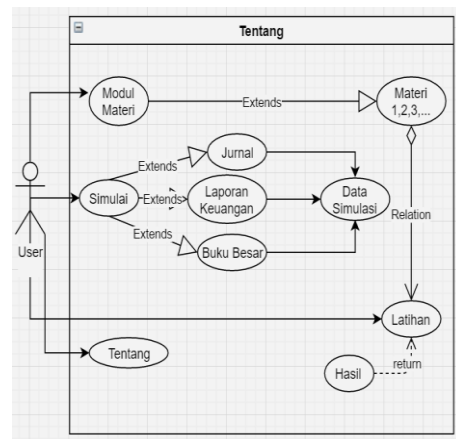 Tentang
Modul
Materi
Extends
Materi
1,2,3,...
Extends
Jurnal
Simulai
Extends
Laporan
Keuangan
Data
Simulasi
Relation
Extends
Buku Besar
User
Latihan
Tentang
Hasil
return